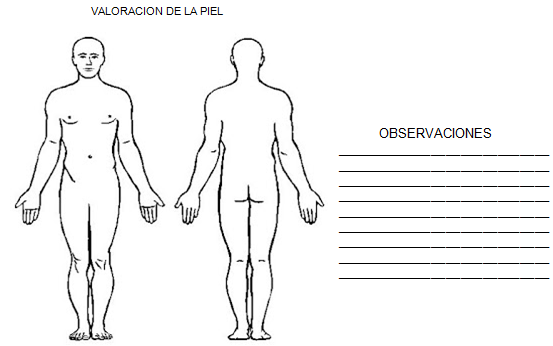 VALORACION DE LA PIEL
OBSERVACIONES